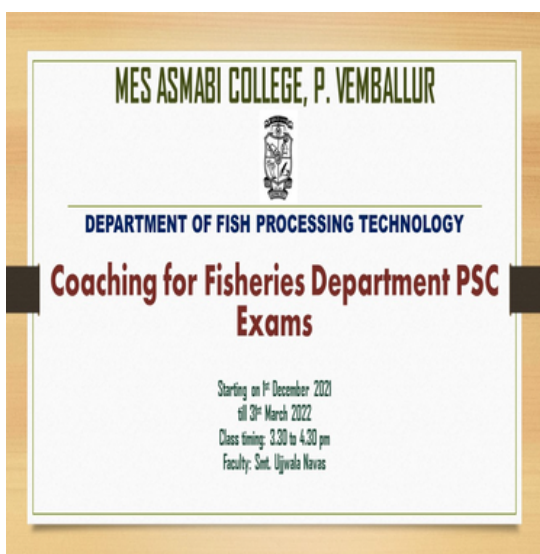 MES ASMABI COLLEGE, P. VEMBALLUR
DEPARTMENT OF FISH PROCESSING TECHNOLOGY
Coaching for Fisheries Department PSC
Exams
Starting on 1st December 2021
till 31st March 2022
Class timing: 3.30 to 4.30 pm
Faculty: Smt. Ujjwala Navas